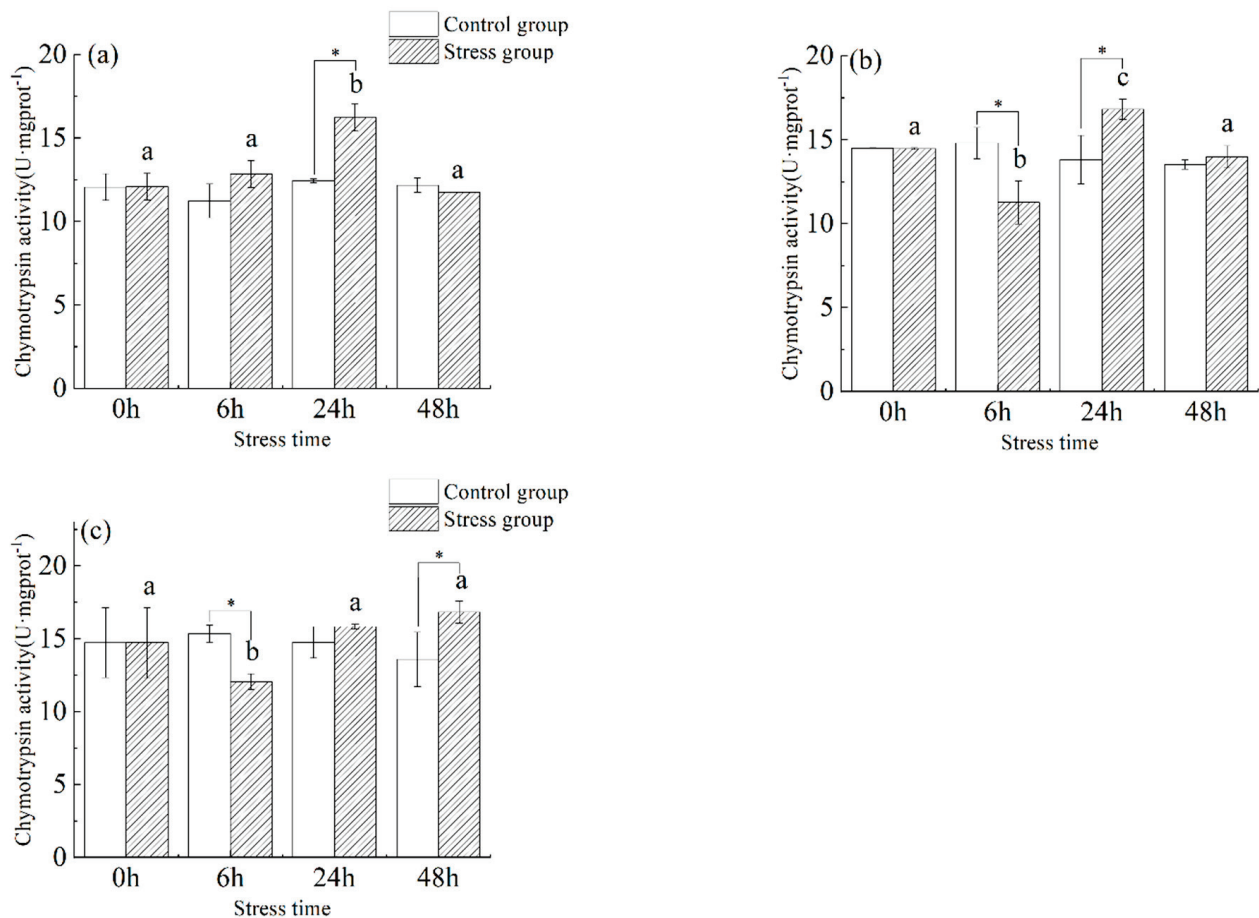 Control group
Stress group
(a)
*
b
a
a
a
20
15
10
5
0
Chymotrypsin activity(U·mgprot-1)
0h 6h 24h 48h
Stress time
(b)
*
*
c
a
b
a
20
15
10
5
0
Chymotrypsin activity(U·mgprot-1)
0h 6h 24h 48h
Stress time
Control group
Stress group
(c)
*
*
a
a
a
b
20
15
10
5
0
Chymotrypsin activity(U·mgprot-1)
0h 6h 24h 48h
Stress time